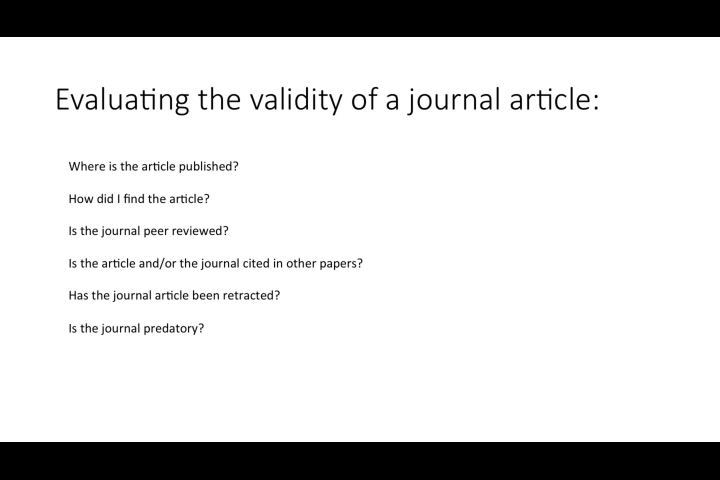 Evaluating the validity of a journal article:
Where is the article published?
How did I find the article?
Is the journal peer reviewed?
Is the article and/or the journal cited in other papers?
Has the journal article been retracted?
Is the journal predatory?